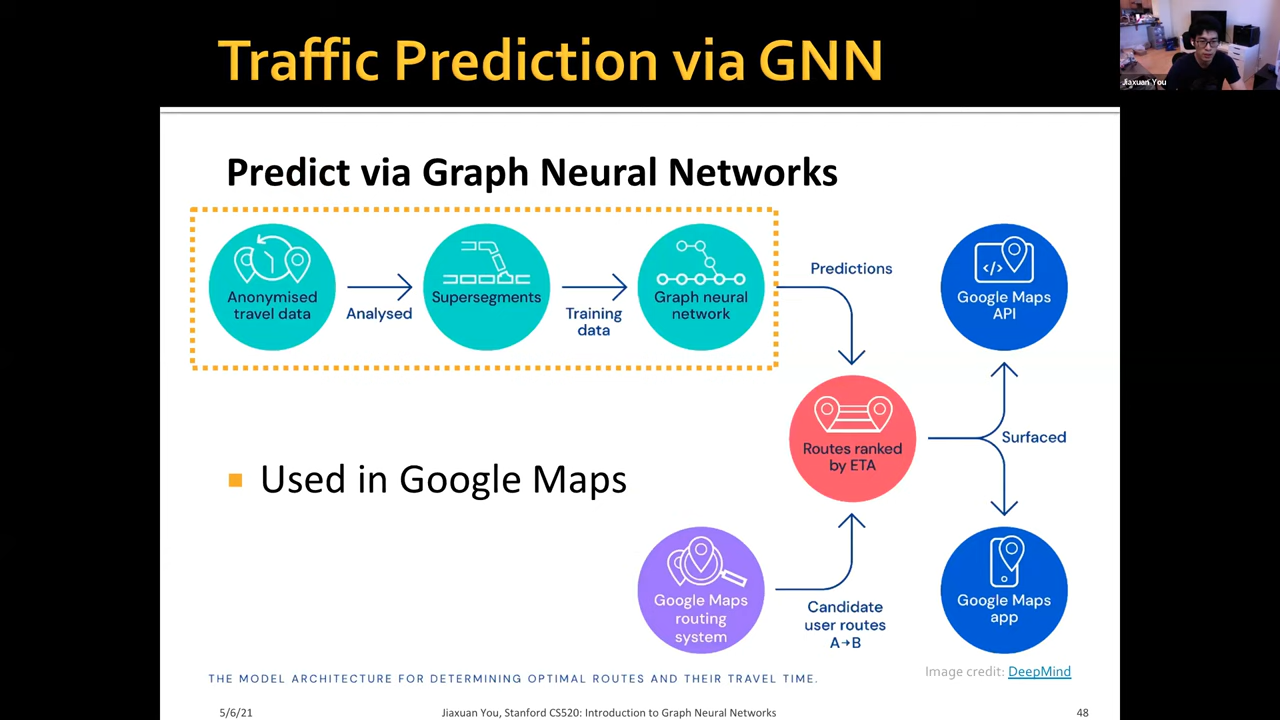 Traffic Prediction via GNN
Jiaxuan You
Predict via Graph Neural Networks
Anonymised
travel data
Analysed
Supersegments
Training
data
Graph neural
network
Predictions
Google Maps
API
Routes ranked
by ETA
Surfaced
Used in Google Maps
Google Maps
routing
system
Candidate
user routes
A→B
Google Maps
app
Image credit: DeepMind
THE MODEL ARCHITECTURE FOR DETERMINING OPTIMAL ROUTES AND THEIR TRAVEL TIME.
5/6/21
Jiaxuan You, Stanford CS520: Introduction to Graph Neural Networks
48